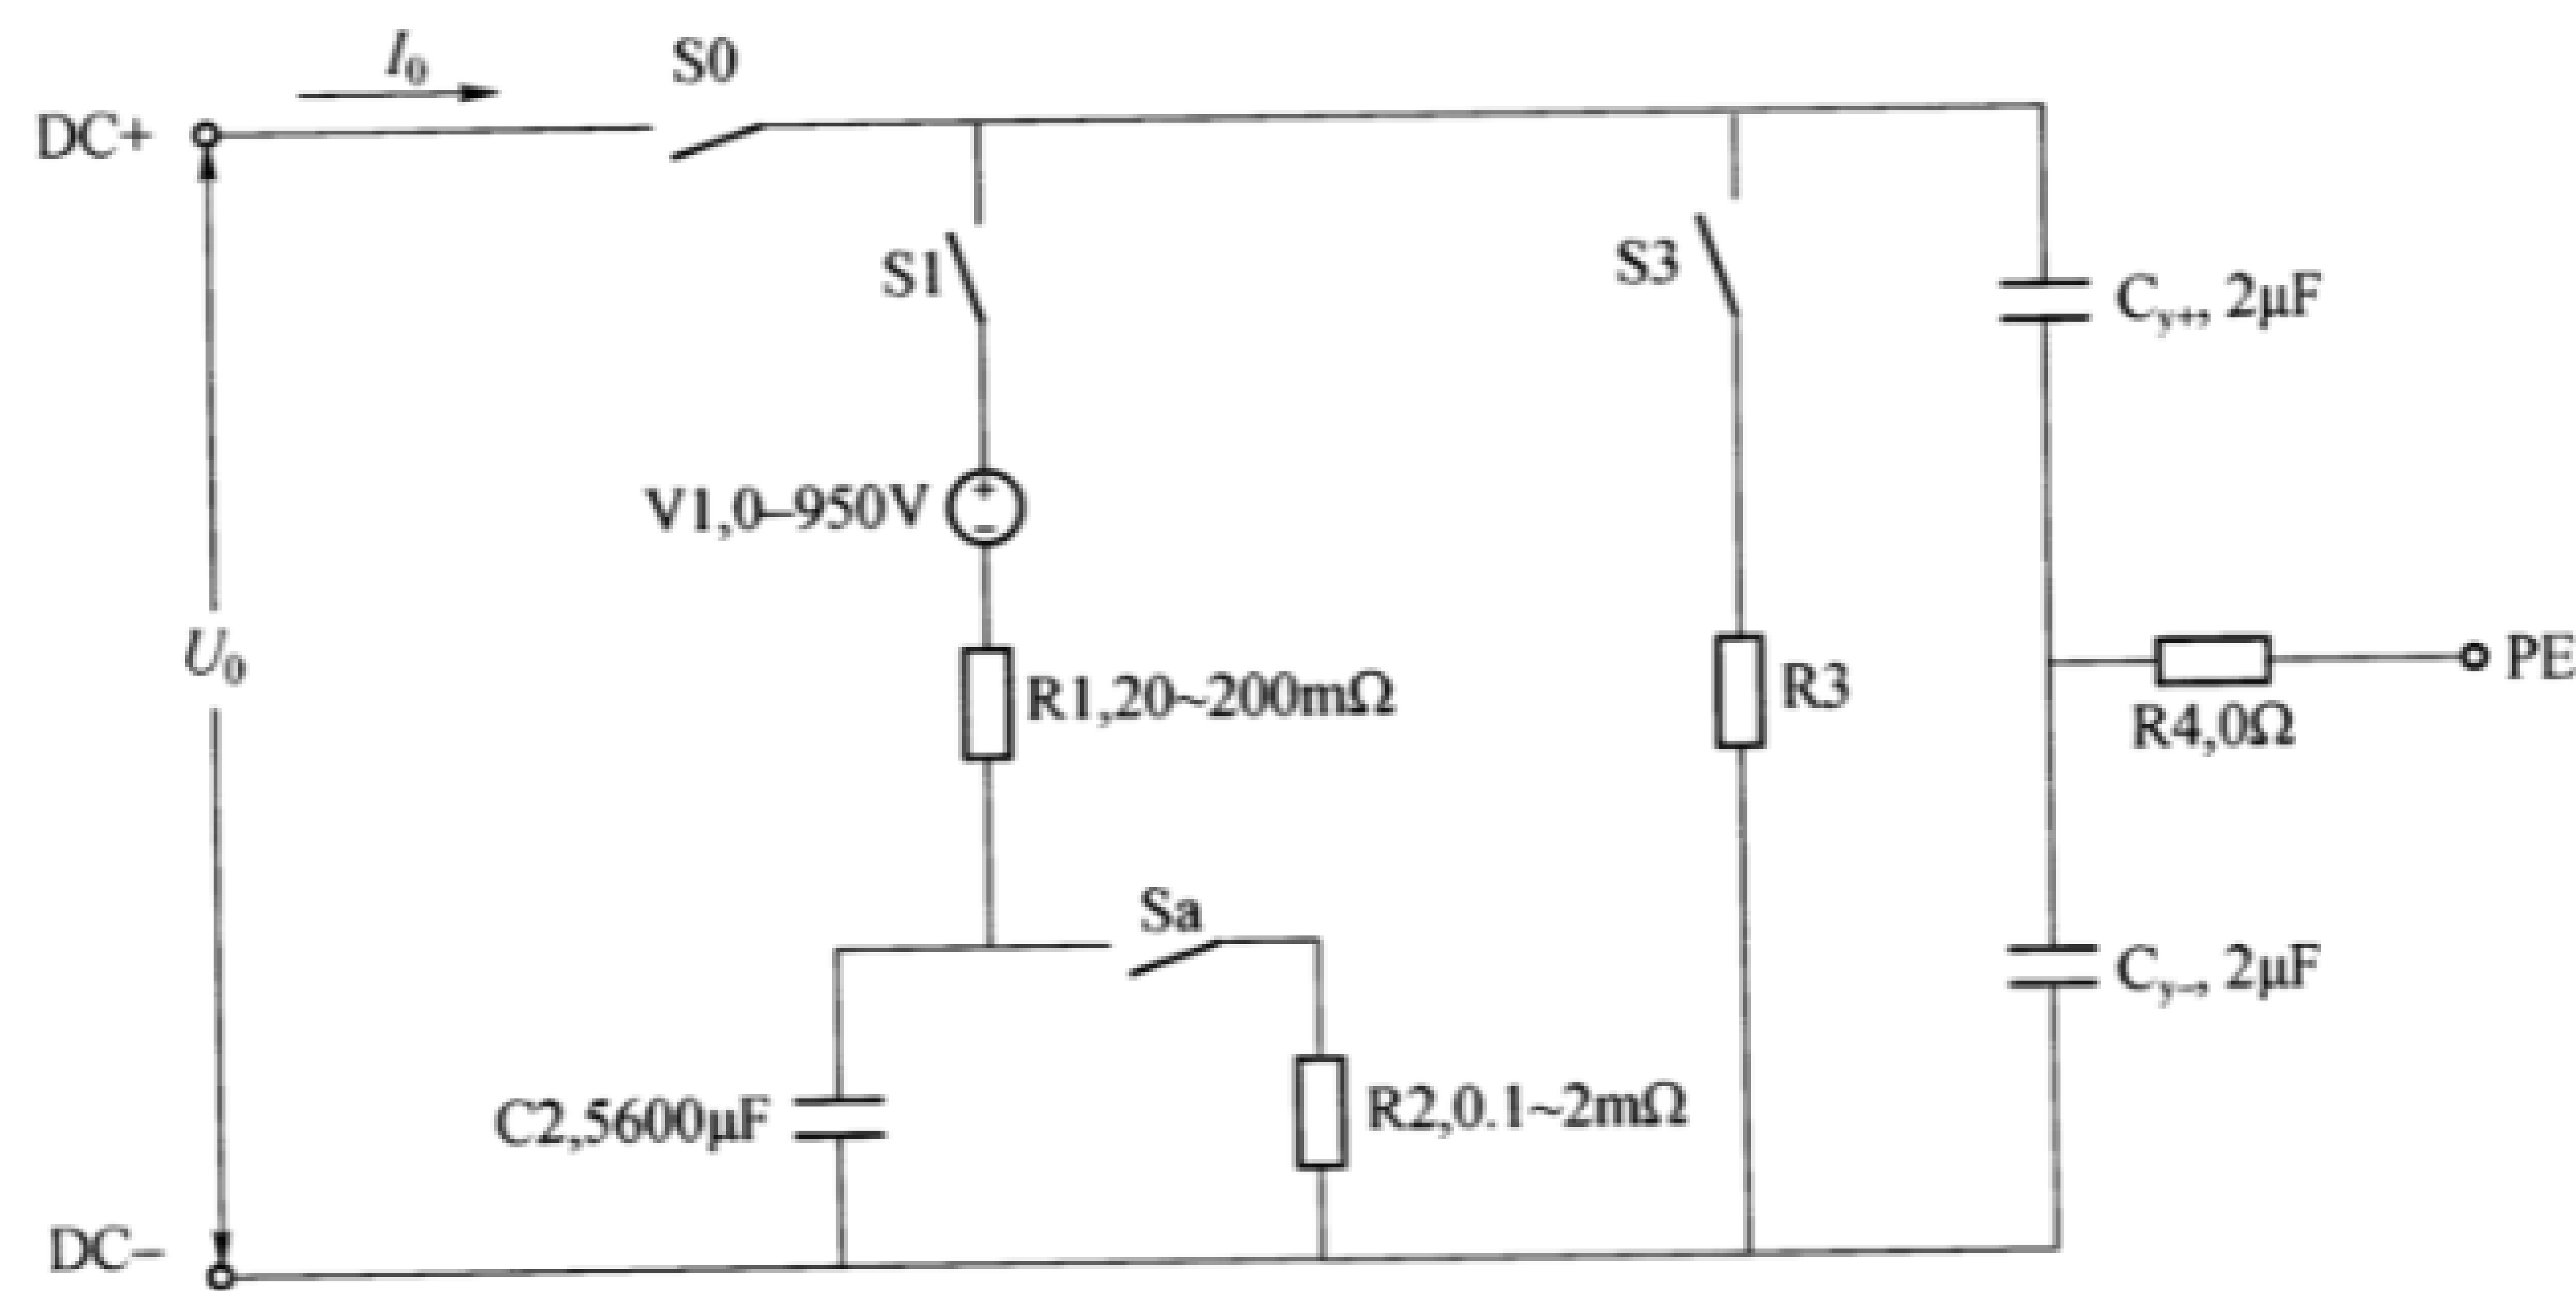 I₀
S0
DC+
S1
S3
Cy+, 2μF
V1,0–950V
U₀
R1,20~200mΩ
R3
PE
R4,0Ω
Sa
Cy−, 2μF
C2,5600μF
R2,0.1~2mΩ
DC−